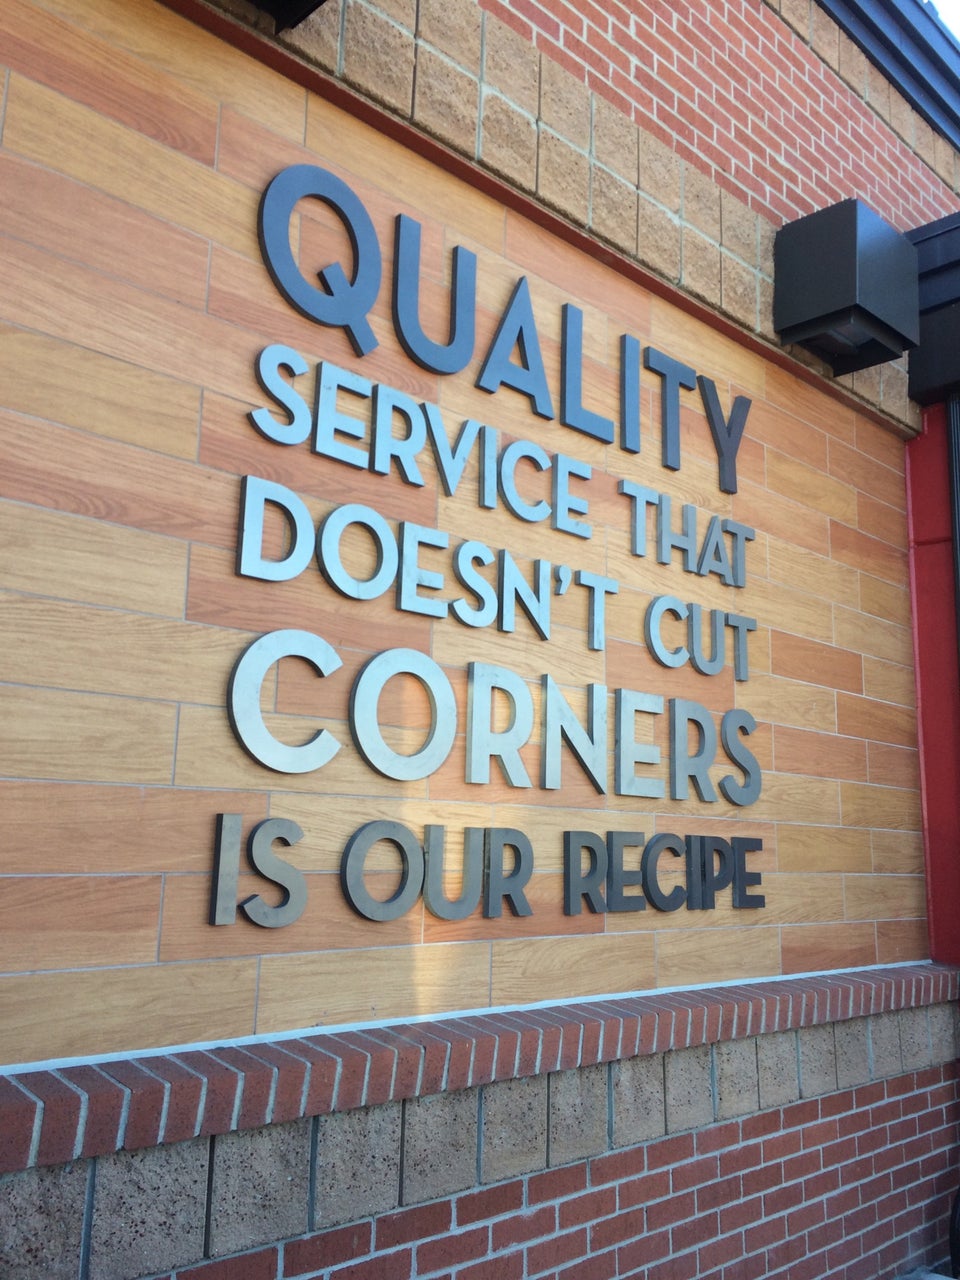 QUALITY
SERVICE THAT
DOESN'T CUT
CORNERS
IS OUR RECIPE